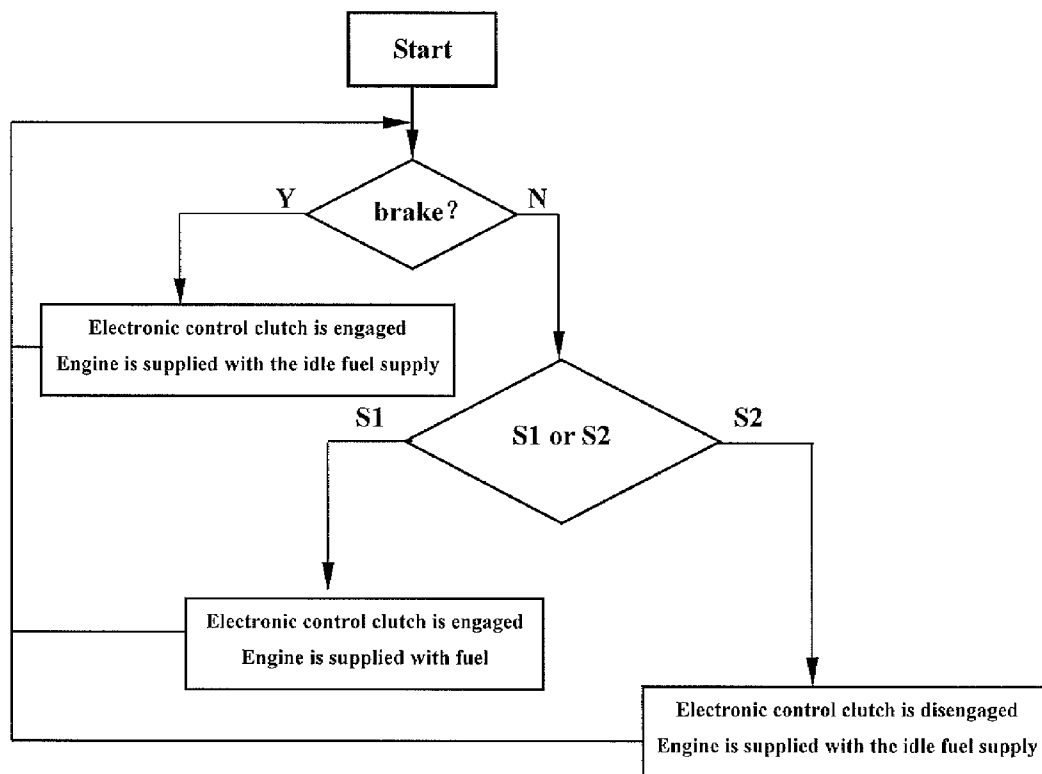 Start
brake?
Y
N
Electronic control clutch is engaged
Engine is supplied with the idle fuel supply
S1 or S2
S1
S2
Electronic control clutch is engaged
Engine is supplied with fuel
Electronic control clutch is disengaged
Engine is supplied with the idle fuel supply